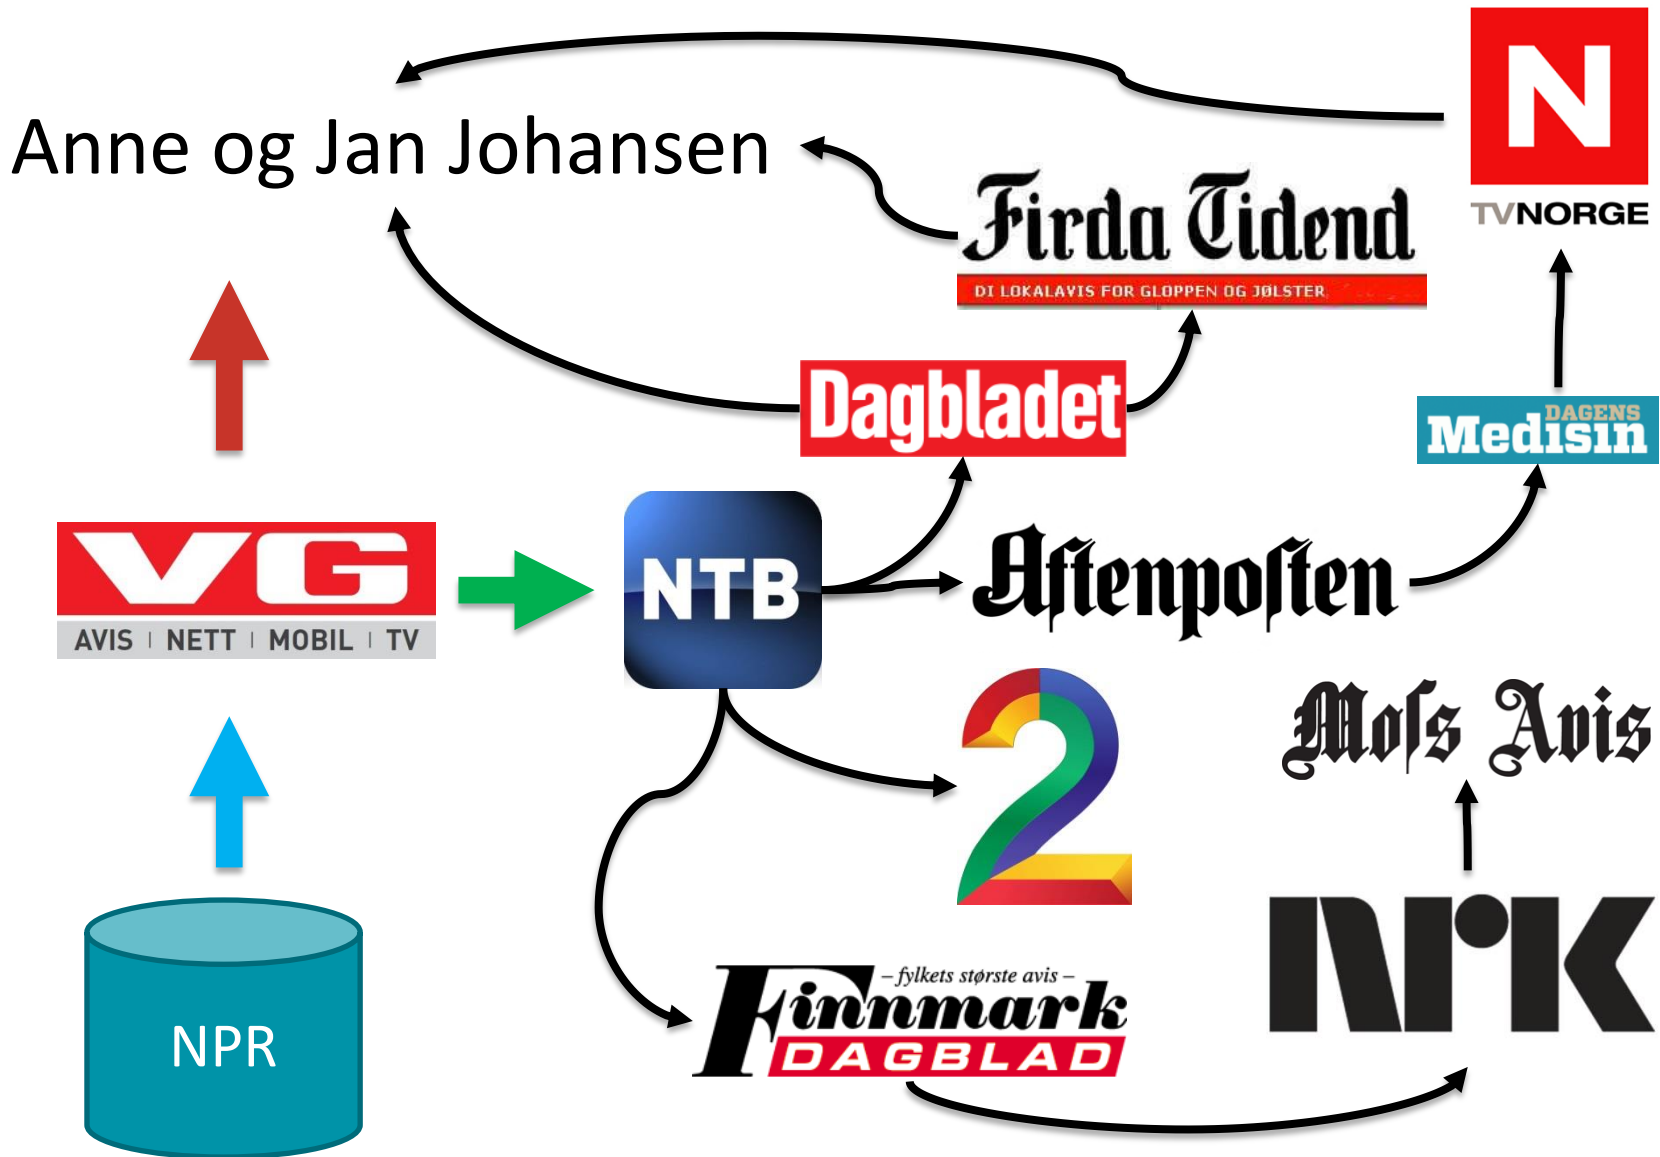 Anne og Jan Johansen
N
TVNORGE
Firda Tidend
DI LOKALAVIS FOR GLOPPEN OG JØLSTER
Dagbladet
DAGENS
Medisin
VG
AVIS | NETT | MOBIL | TV
NTB
Aftenposten
2
Moss Avis
NPR
– fylkets største avis –
Finnmark
DAGBLAD
NRK